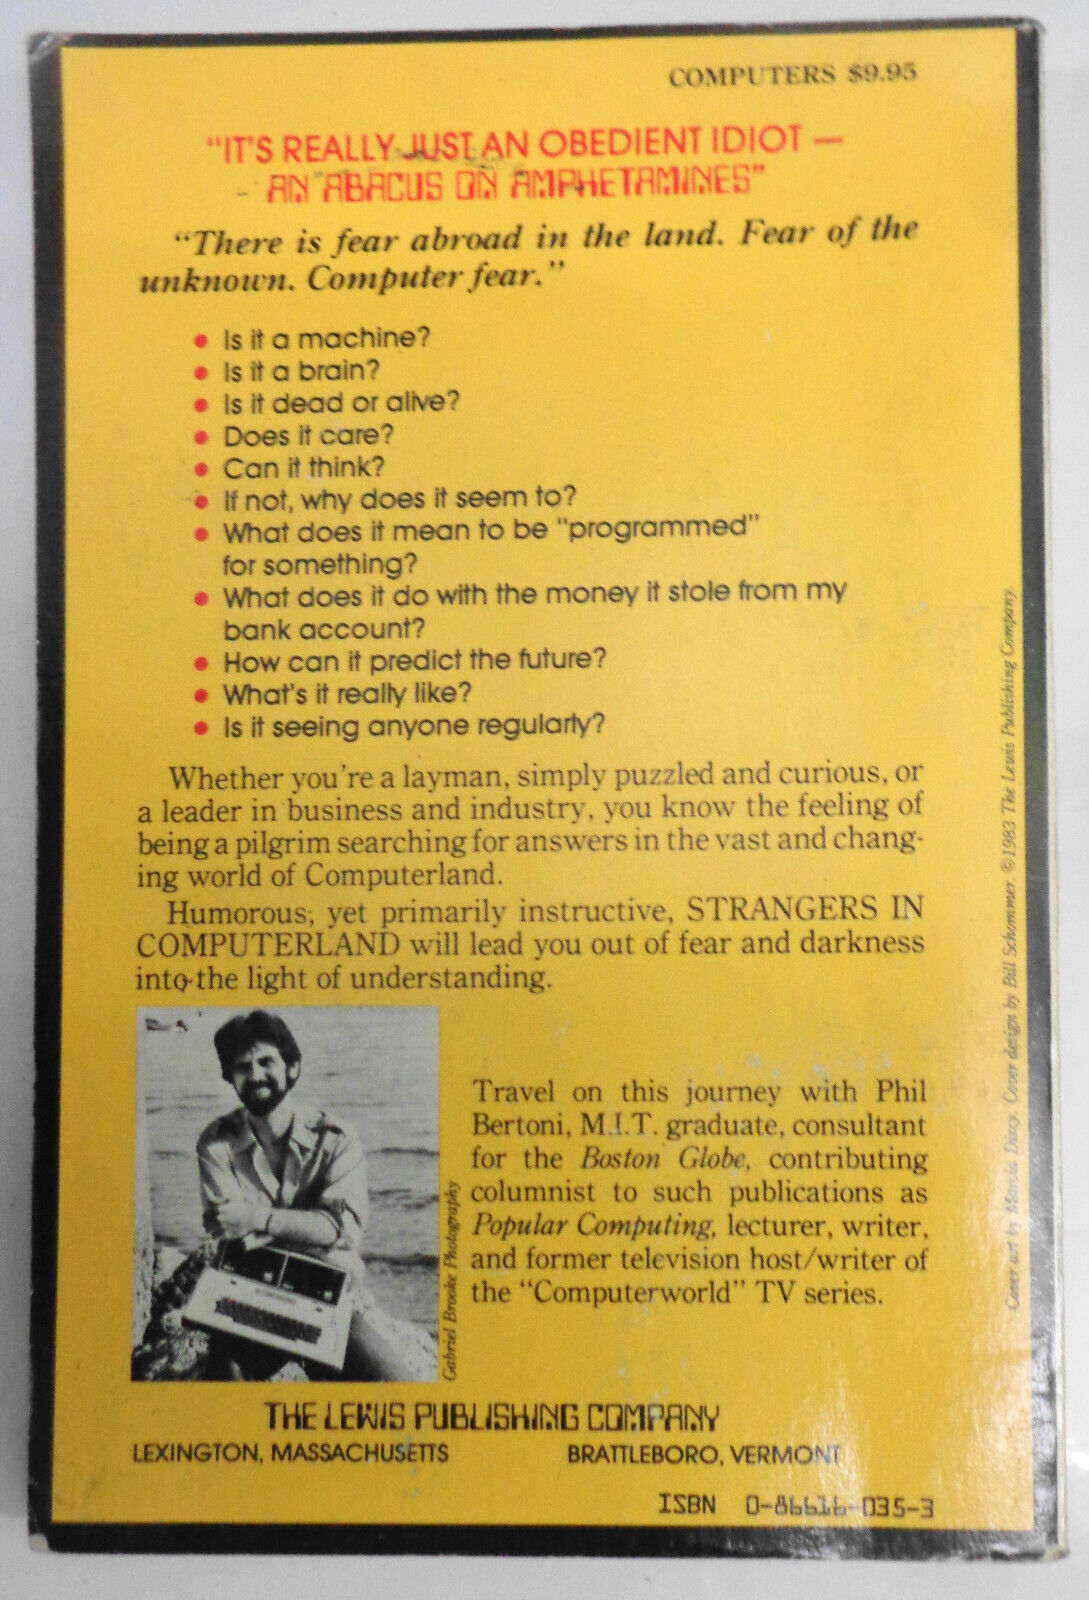 COMPUTERS $9.95
"IT'S REALLY JUST AN OBEDIENT IDIOT —
AN ABACUS ON AMPHETAMINES"
"There is fear abroad in the land. Fear of the
unknown. Computer fear."
• Is it a machine?
• Is it a brain?
• Is it dead or alive?
• Does it care?
• Can it think?
• If not, why does it seem to?
• What does it mean to be "programmed"
for something?
• What does it do with the money it stole from my
bank account?
• How can it predict the future?
• What's it really like?
• Is it seeing anyone regularly?
Whether you're a layman, simply puzzled and curious, or
a leader in business and industry, you know the feeling of
being a pilgrim searching for answers in the vast and chang-
ing world of Computerland.
Humorous, yet primarily instructive, STRANGERS IN
COMPUTERLAND will lead you out of fear and darkness
into the light of understanding.
Travel on this journey with Phil
Bertoni, M.I.T. graduate, consultant
for the Boston Globe, contributing
columnist to such publications as
Popular Computing, lecturer, writer,
and former television host/writer of
the "Computerworld" TV series.
Gabriel Brooke Photography
Cover art by Marcia Darcy. Cover design by Bill Schommer ©1983 The Lewis Publishing Company.
THE LEWIS PUBLISHING COMPANY
LEXINGTON, MASSACHUSETTS BRATTLEBORO, VERMONT
ISBN 0-86616-035-3